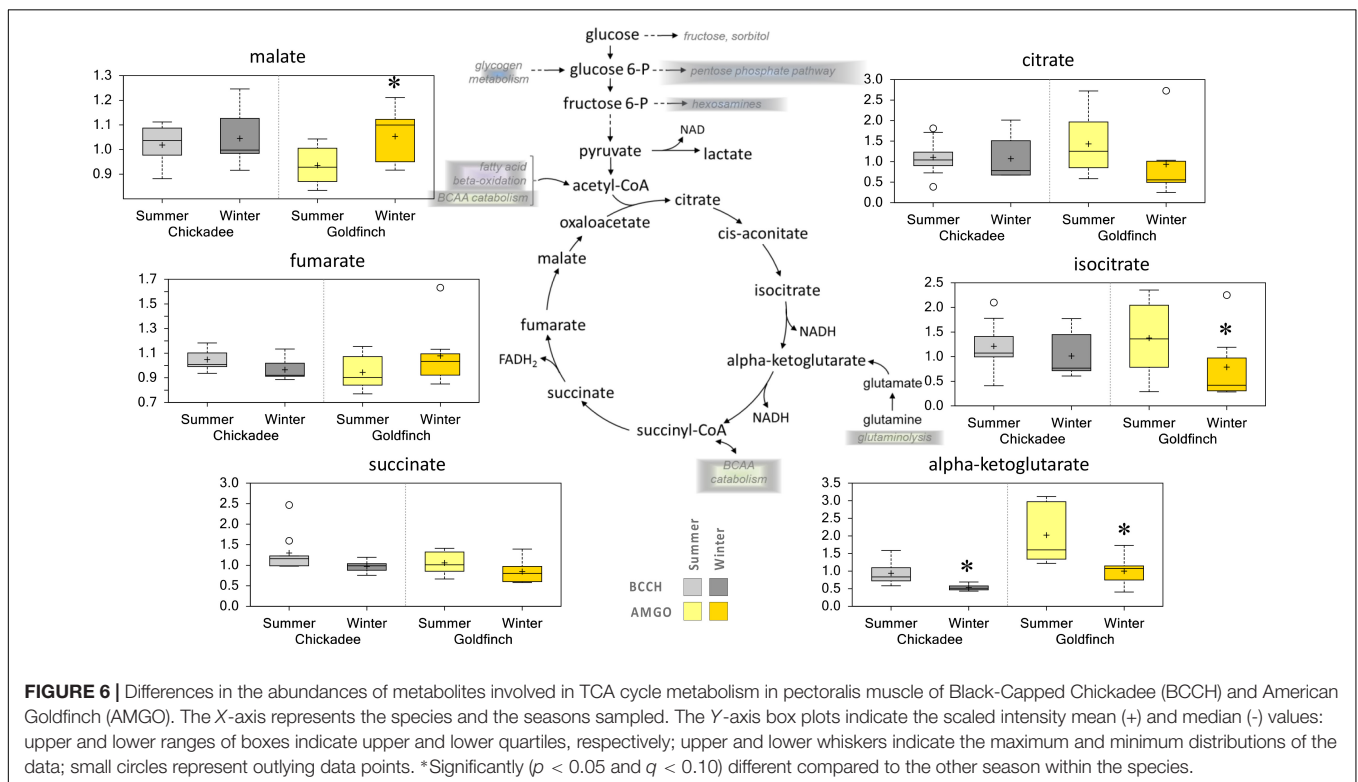 malate
1.3
1.2
1.1
1.0
0.9
*
Summer Winter Summer Winter
Chickadee Goldfinch
fumarate
1.7
1.5
1.3
1.1
0.9
0.7
Summer Winter Summer Winter
Chickadee Goldfinch
succinate
3.0
2.5
2.0
1.5
1.0
0.5
0.0
Summer Winter Summer Winter
Chickadee Goldfinch
glucose fructose, sorbitol
glycogen
metabolism
glucose 6-P pentose phosphate pathway
fructose 6-P hexosamines
NAD
pyruvate lactate
fatty acid
beta-oxidation
BCAA catabolism
acetyl-CoA
citrate
oxaloacetate
cis-aconitate
malate
isocitrate
NADH
fumarate
alpha-ketoglutarate
FADH2
glutamate
succinate
NADH
glutamine
succinyl-CoA
glutaminolysis
BCAA
catabolism
Summer Winter
BCCH
AMGO
citrate
3.0
2.5
2.0
1.5
1.0
0.5
0.0
Summer Winter Summer Winter
Chickadee Goldfinch
isocitrate
2.5
2.0
1.5
1.0
0.5
0.0
*
Summer Winter Summer Winter
Chickadee Goldfinch
alpha-ketoglutarate
3.5
3.0
2.5
2.0
1.5
1.0
0.5
0.0
* *
Summer Winter Summer Winter
Chickadee Goldfinch
FIGURE 6 | Differences in the abundances of metabolites involved in TCA cycle metabolism in pectoralis muscle of Black-Capped Chickadee (BCCH) and American
Goldfinch (AMGO). The X-axis represents the species and the seasons sampled. The Y-axis box plots indicate the scaled intensity mean (+) and median (-) values:
upper and lower ranges of boxes indicate upper and lower quartiles, respectively; upper and lower whiskers indicate the maximum and minimum distributions of the
data; small circles represent outlying data points. *Significantly (p < 0.05 and q < 0.10) different compared to the other season within the species.